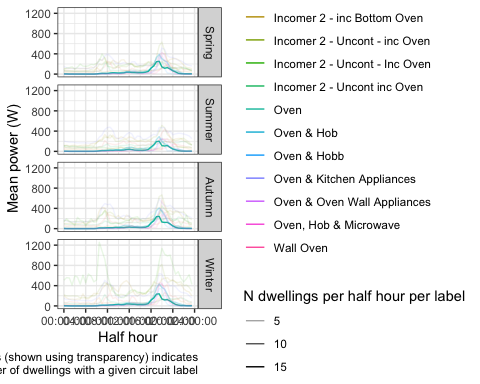 Mean power (W)
1200
800
400
0
Spring
1200
800
400
0
Summer
1200
800
400
0
Autumn
1200
800
400
0
Winter
Half hour
s (shown using transparency) indicates
er of dwellings with a given circuit label
Incomer 2 - inc Bottom Oven
Incomer 2 - Uncont - inc Oven
Incomer 2 - Uncont - Inc Oven
Incomer 2 - Uncont inc Oven
Oven
Oven & Hob
Oven & Hobb
Oven & Kitchen Appliances
Oven & Oven Wall Appliances
Oven, Hob & Microwave
Wall Oven
N dwellings per half hour per label
5
10
15